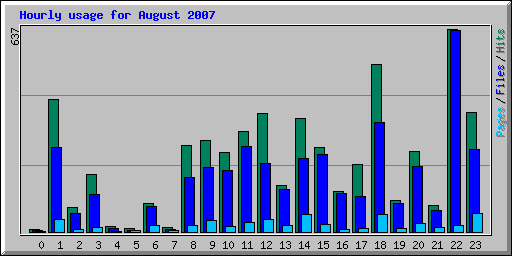 Hourly usage for August 2007
637
Pages/Files/Hits
0 1 2 3 4 5 6 7 8 9 10 11 12 13 14 15 16 17 18 19 20 21 22 23